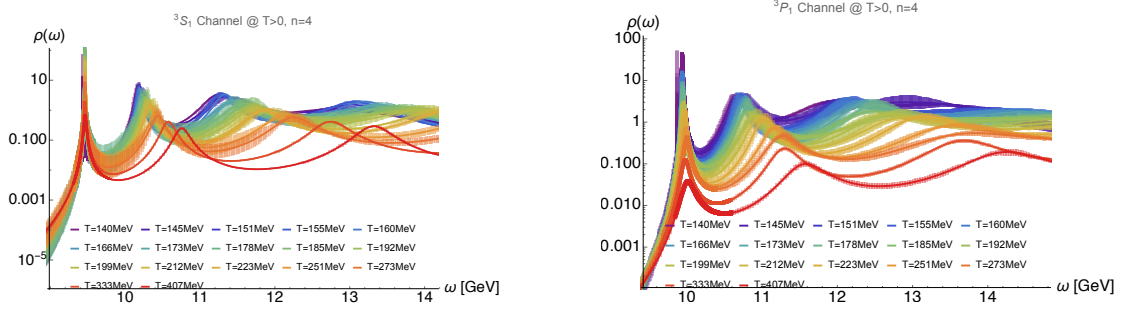 ³S₁ Channel @ T>0, n=4
ρ(ω)
10
0.100
0.001
10⁻⁵
T=140MeV T=145MeV T=151MeV T=155MeV T=160MeV
T=166MeV T=173MeV T=178MeV T=185MeV T=192MeV
T=199MeV T=212MeV T=223MeV T=251MeV T=273MeV
T=333MeV T=407MeV
10 11 12 13 14
ω [GeV]
³P₁ Channel @ T>0, n=4
ρ(ω)
100
10
1
0.100
0.010
0.001
T=140MeV T=145MeV T=151MeV T=155MeV T=160MeV
T=166MeV T=173MeV T=178MeV T=185MeV T=192MeV
T=199MeV T=212MeV T=223MeV T=251MeV T=273MeV
T=333MeV T=407MeV
10 11 12 13 14
ω [GeV]